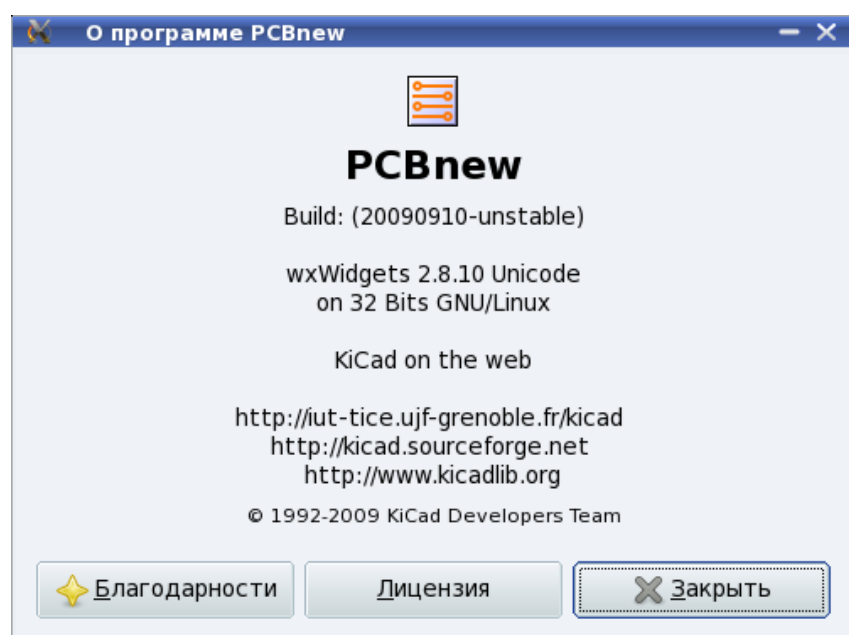 О программе PCBnew
PCBnew
Build: (20090910-unstable)
wxWidgets 2.8.10 Unicode
on 32 Bits GNU/Linux
KiCad on the web
http://iut-tice.ujf-grenoble.fr/kicad
http://kicad.sourceforge.net
http://www.kicadlib.org
© 1992-2009 KiCad Developers Team
Благодарности Лицензия Закрыть